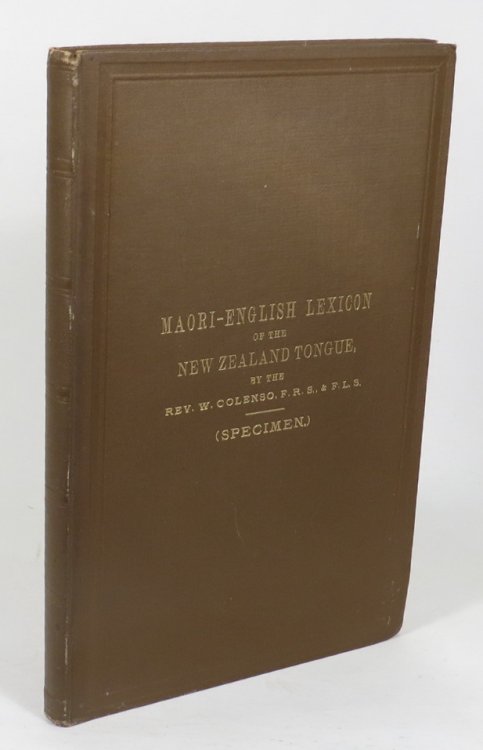 MAORI-ENGLISH LEXICON
OF THE
NEW ZEALAND TONGUE,
BY THE
REV. W. COLENSO, F.R.S., & F.L.S.
(SPECIMEN.)